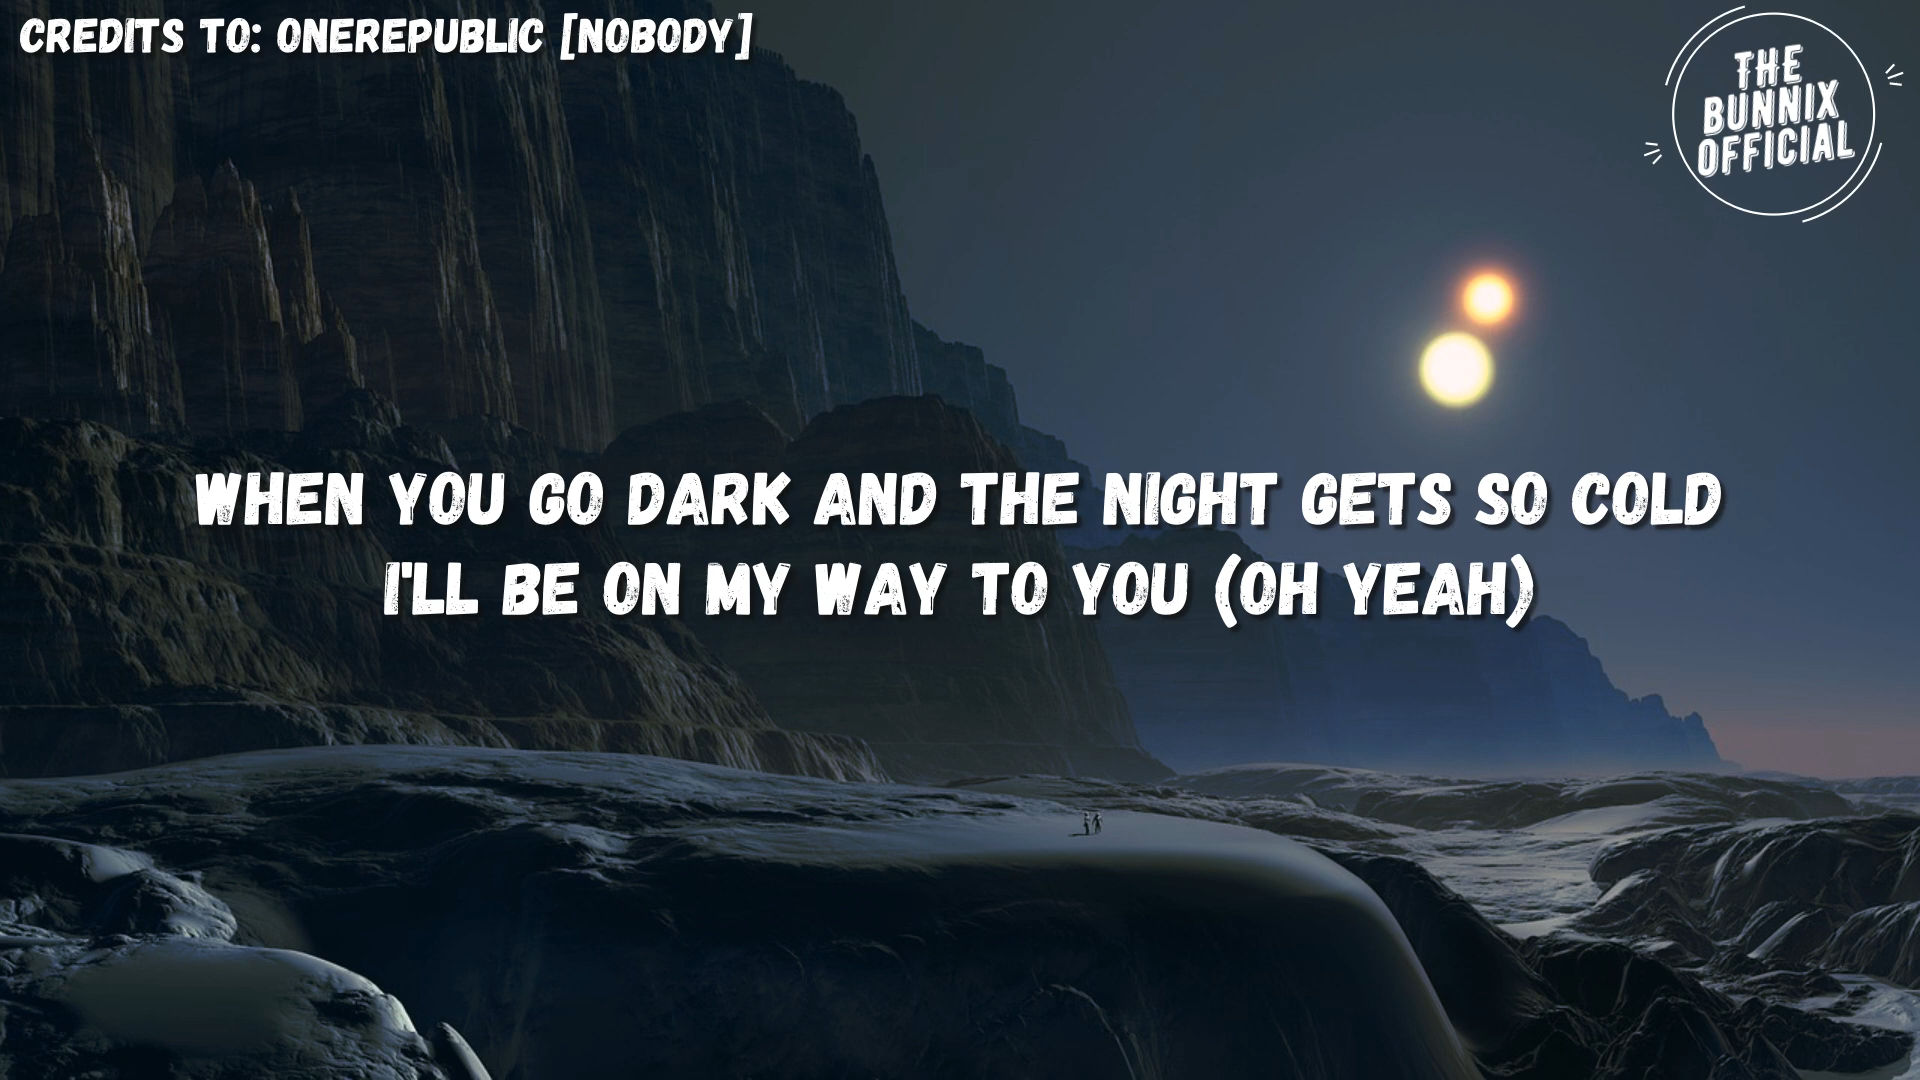 CREDITS TO: ONEREPUBLIC [NOBODY]
THE
BUNNIX
OFFICIAL
WHEN YOU GO DARK AND THE NIGHT GETS SO COLD
I'LL BE ON MY WAY TO YOU (OH YEAH)